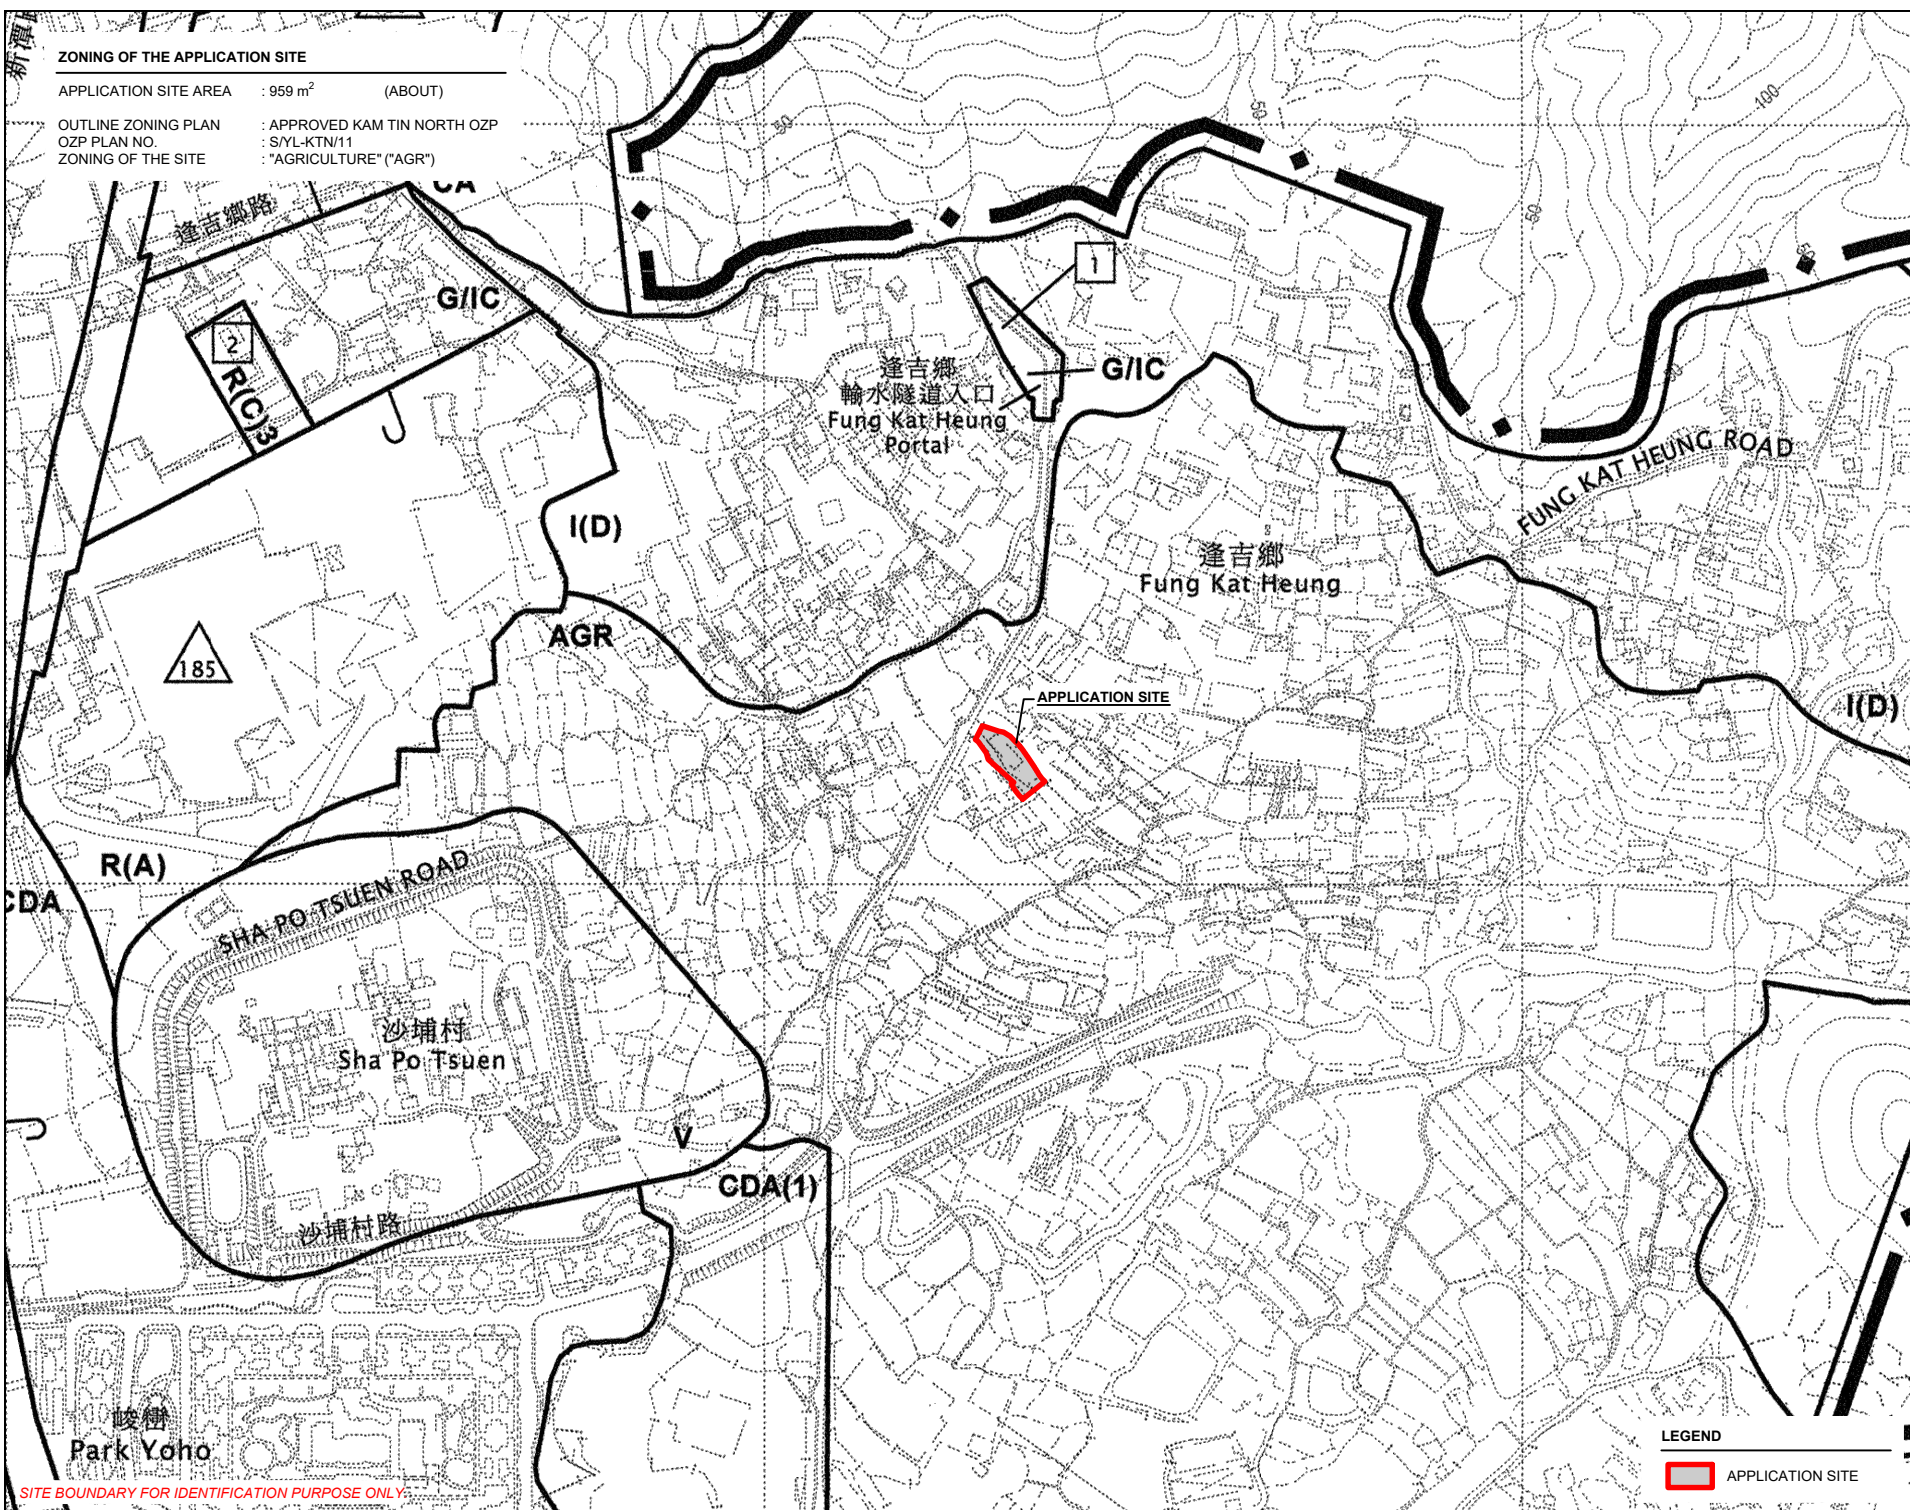 新潭
ZONING OF THE APPLICATION SITE
APPLICATION SITE AREA : 959 m² (ABOUT)
OUTLINE ZONING PLAN : APPROVED KAM TIN NORTH OZP
OZP PLAN NO. : S/YL-KTN/11
ZONING OF THE SITE : "AGRICULTURE" ("AGR")
CA
逢吉鄉路
G/IC
2
R(C)3
1
G/IC
逢吉鄉
輸水隧道入口
Fung Kat Heung
Portal
50
50
100
50
50
50
FUNG KAT HEUNG ROAD
I(D)
逢吉鄉
Fung Kat Heung
AGR
185
APPLICATION SITE
I(D)
R(A)
CDA
SHA PO TSUEN ROAD
沙埔村
Sha Po Tsuen
V
CDA(1)
沙埔村路
峻巒
Park Yoho
SITE BOUNDARY FOR IDENTIFICATION PURPOSE ONLY
LEGEND
APPLICATION SITE